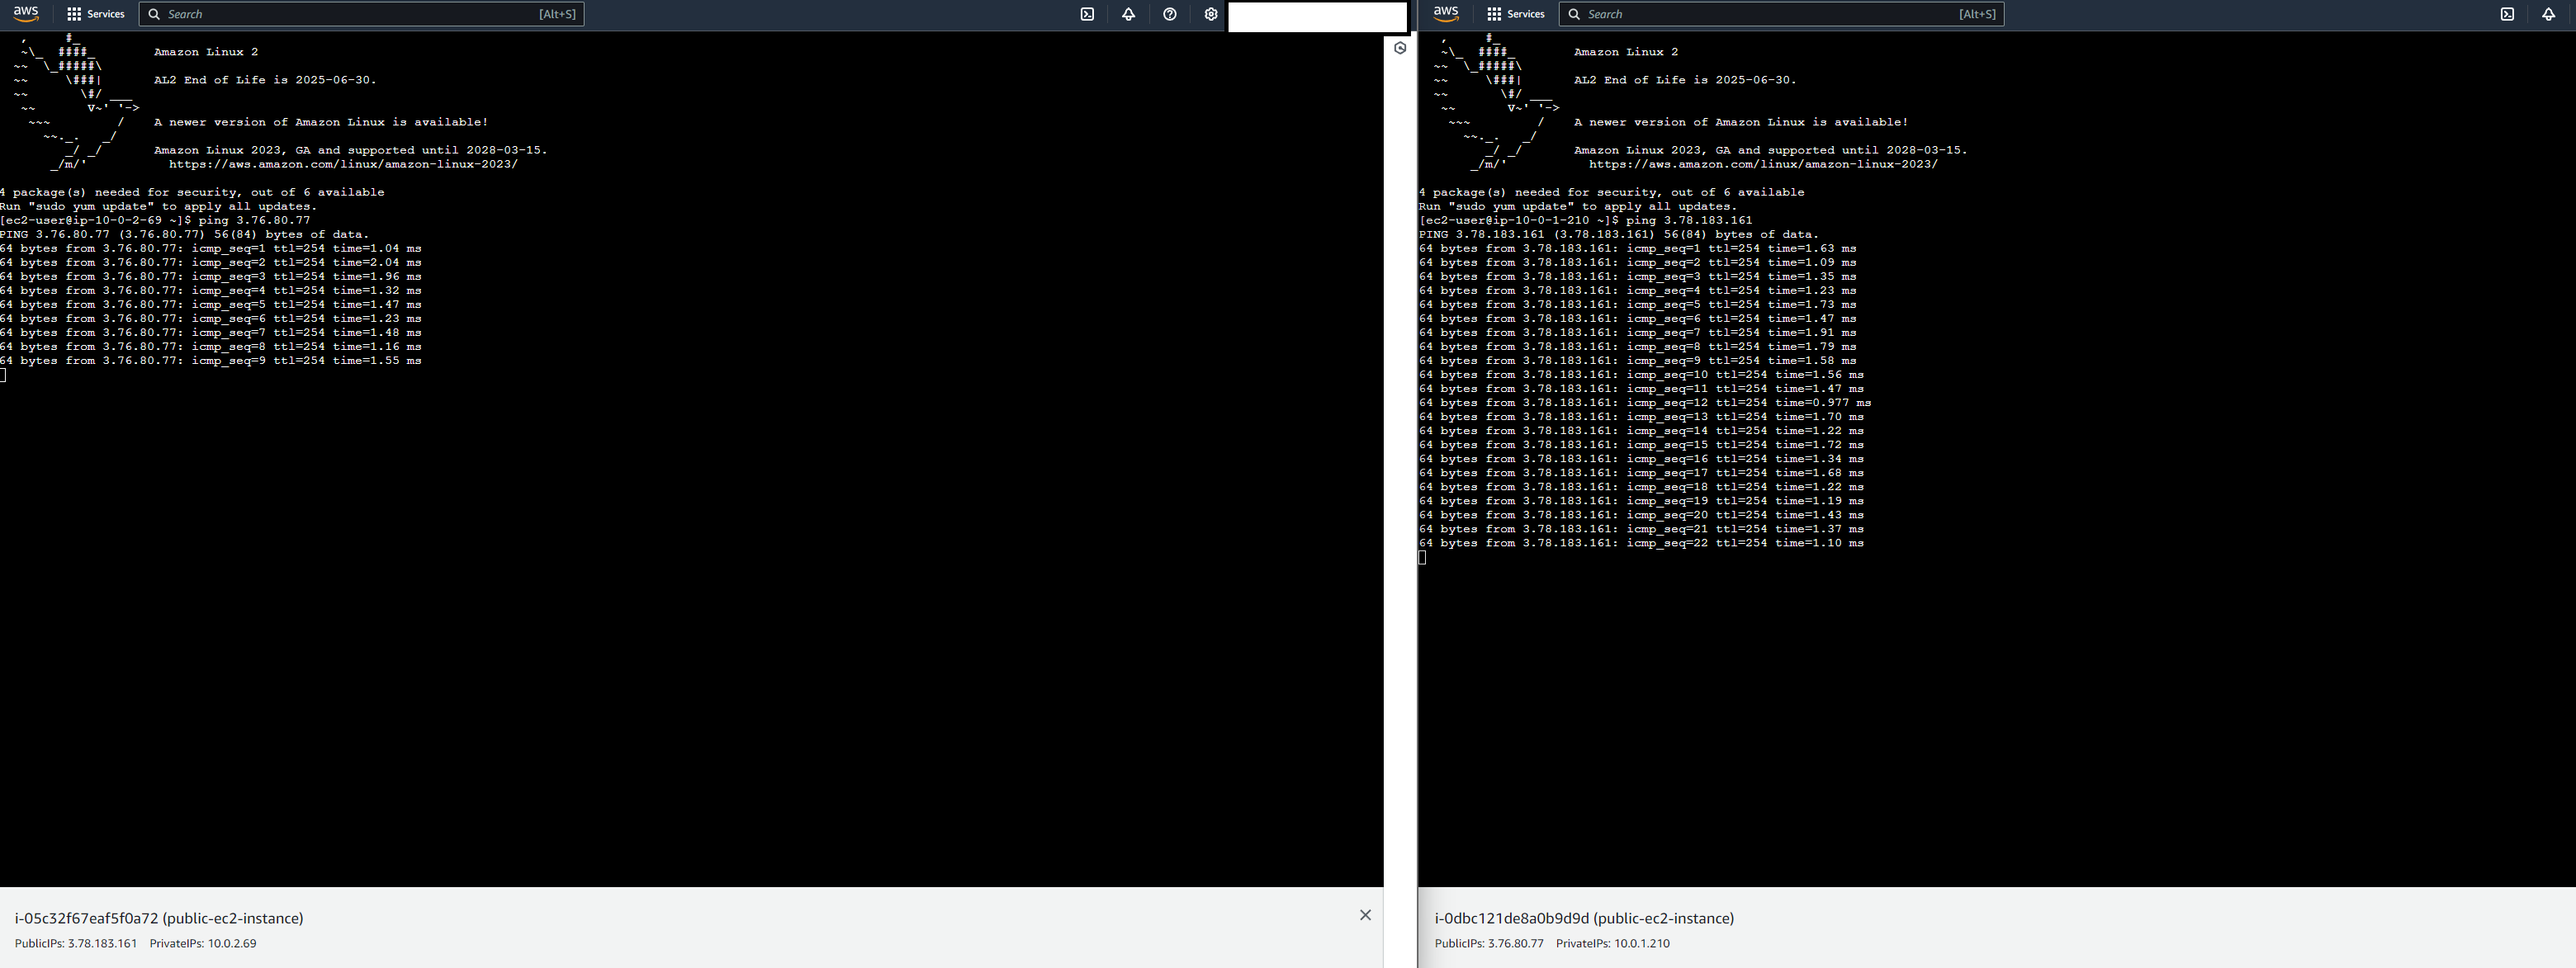 aws Services Search [Alt+S]
, #_
~\_ ####_ Amazon Linux 2
~~ \_#####\
~~ \###| AL2 End of Life is 2025-06-30.
~~ \#/ ___
~~ V~' '->
~~~ / A newer version of Amazon Linux is available!
~~._. _/
_/ _/ Amazon Linux 2023, GA and supported until 2028-03-15.
_/m/' https://aws.amazon.com/linux/amazon-linux-2023/
4 package(s) needed for security, out of 6 available
Run "sudo yum update" to apply all updates.
[ec2-user@ip-10-0-2-69 ~]$ ping 3.76.80.77
PING 3.76.80.77 (3.76.80.77) 56(84) bytes of data.
64 bytes from 3.76.80.77: icmp_seq=1 ttl=254 time=1.04 ms
64 bytes from 3.76.80.77: icmp_seq=2 ttl=254 time=2.04 ms
64 bytes from 3.76.80.77: icmp_seq=3 ttl=254 time=1.96 ms
64 bytes from 3.76.80.77: icmp_seq=4 ttl=254 time=1.32 ms
64 bytes from 3.76.80.77: icmp_seq=5 ttl=254 time=1.47 ms
64 bytes from 3.76.80.77: icmp_seq=6 ttl=254 time=1.23 ms
64 bytes from 3.76.80.77: icmp_seq=7 ttl=254 time=1.48 ms
64 bytes from 3.76.80.77: icmp_seq=8 ttl=254 time=1.16 ms
64 bytes from 3.76.80.77: icmp_seq=9 ttl=254 time=1.55 ms
i-05c32f67eaf5f0a72 (public-ec2-instance)
PublicIPs: 3.78.183.161 PrivateIPs: 10.0.2.69
aws Services Search [Alt+S]
, #_
~\_ ####_ Amazon Linux 2
~~ \_#####\
~~ \###| AL2 End of Life is 2025-06-30.
~~ \#/ ___
~~ V~' '->
~~~ / A newer version of Amazon Linux is available!
~~._. _/
_/ _/ Amazon Linux 2023, GA and supported until 2028-03-15.
_/m/' https://aws.amazon.com/linux/amazon-linux-2023/
4 package(s) needed for security, out of 6 available
Run "sudo yum update" to apply all updates.
[ec2-user@ip-10-0-1-210 ~]$ ping 3.78.183.161
PING 3.78.183.161 (3.78.183.161) 56(84) bytes of data.
64 bytes from 3.78.183.161: icmp_seq=1 ttl=254 time=1.63 ms
64 bytes from 3.78.183.161: icmp_seq=2 ttl=254 time=1.09 ms
64 bytes from 3.78.183.161: icmp_seq=3 ttl=254 time=1.35 ms
64 bytes from 3.78.183.161: icmp_seq=4 ttl=254 time=1.23 ms
64 bytes from 3.78.183.161: icmp_seq=5 ttl=254 time=1.73 ms
64 bytes from 3.78.183.161: icmp_seq=6 ttl=254 time=1.47 ms
64 bytes from 3.78.183.161: icmp_seq=7 ttl=254 time=1.91 ms
64 bytes from 3.78.183.161: icmp_seq=8 ttl=254 time=1.79 ms
64 bytes from 3.78.183.161: icmp_seq=9 ttl=254 time=1.58 ms
64 bytes from 3.78.183.161: icmp_seq=10 ttl=254 time=1.56 ms
64 bytes from 3.78.183.161: icmp_seq=11 ttl=254 time=1.47 ms
64 bytes from 3.78.183.161: icmp_seq=12 ttl=254 time=0.977 ms
64 bytes from 3.78.183.161: icmp_seq=13 ttl=254 time=1.70 ms
64 bytes from 3.78.183.161: icmp_seq=14 ttl=254 time=1.22 ms
64 bytes from 3.78.183.161: icmp_seq=15 ttl=254 time=1.72 ms
64 bytes from 3.78.183.161: icmp_seq=16 ttl=254 time=1.34 ms
64 bytes from 3.78.183.161: icmp_seq=17 ttl=254 time=1.68 ms
64 bytes from 3.78.183.161: icmp_seq=18 ttl=254 time=1.22 ms
64 bytes from 3.78.183.161: icmp_seq=19 ttl=254 time=1.19 ms
64 bytes from 3.78.183.161: icmp_seq=20 ttl=254 time=1.43 ms
64 bytes from 3.78.183.161: icmp_seq=21 ttl=254 time=1.37 ms
64 bytes from 3.78.183.161: icmp_seq=22 ttl=254 time=1.10 ms
i-0dbc121de8a0b9d9d (public-ec2-instance)
PublicIPs: 3.76.80.77 PrivateIPs: 10.0.1.210